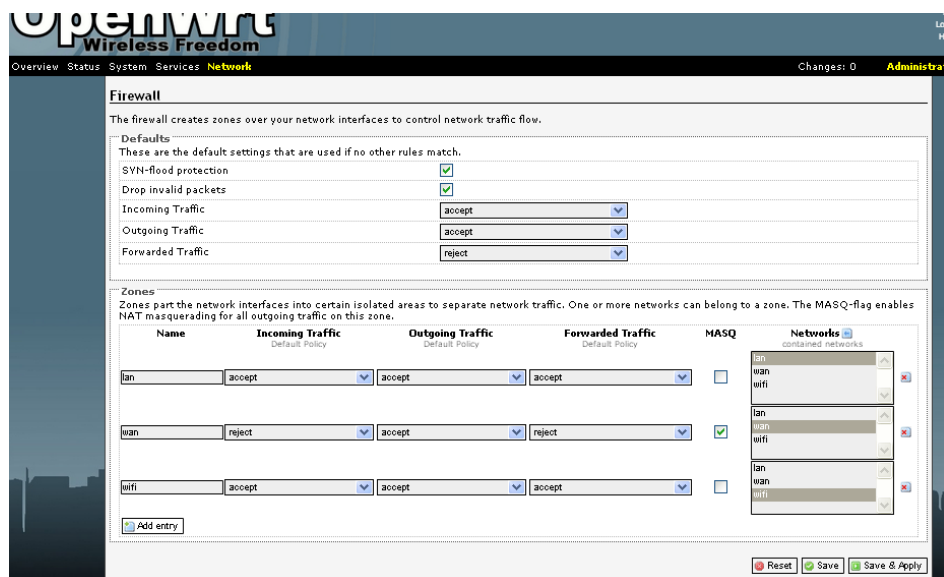 OpenWrt
Wireless Freedom
Overview Status System Services Network Changes: 0
Firewall
The firewall creates zones over your network interfaces to control network traffic flow.
Defaults
These are the default settings that are used if no other rules match.
SYN-flood protection
Drop invalid packets
Incoming Traffic accept
Outgoing Traffic accept
Forwarded Traffic reject
Zones
Zones part the network interfaces into certain isolated areas to separate network traffic. One or more networks can belong to a zone. The MASQ-flag enables
NAT masquerading for all outgoing traffic on this zone.
Name Incoming Traffic Outgoing Traffic Forwarded Traffic MASQ Networks
Default Policy Default Policy Default Policy contained networks
lan accept accept accept lan
wan
wifi
wan reject accept reject lan
wan
wifi
wifi accept accept accept lan
wan
wifi
Add entry
Reset Save Save & Apply